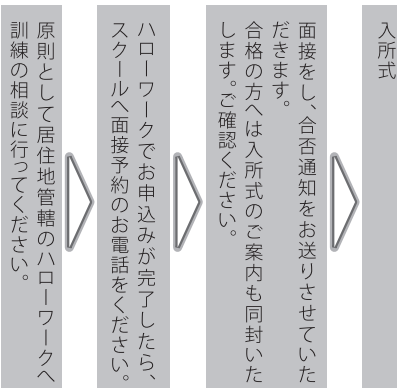 原則として居住地管轄のハローワークへ
訓練の相談に行ってください。
ハローワークでお申込みが完了したら、
スクールへ面接予約のお電話をください。
面接をし、合否通知をお送りさせていた
だきます。
合格の方へは入所式のご案内も同封いた
します。ご確認ください。
入所式